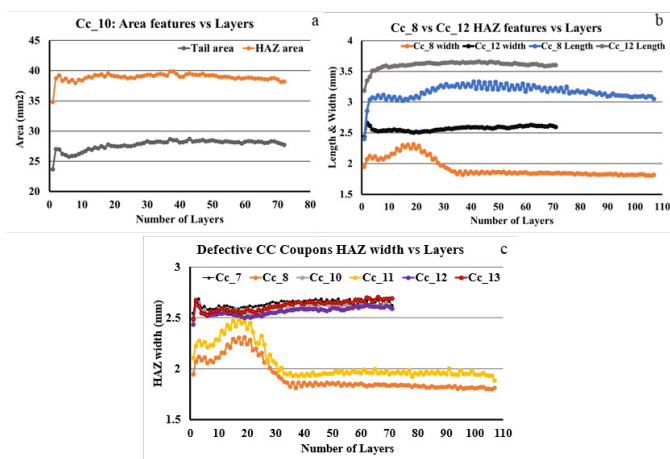 Cc_10: Area features vs Layers
a
Tail area
HAZ area
45
40
35
30
25
20
Area (mm2)
0
10
20
30
40
50
60
70
80
Number of Layers
Cc_8 vs Cc_12 HAZ features vs Layers
b
Cc_8 width
Cc_12 width
Cc_8 Length
Cc_12 Length
4
3.5
3
2.5
2
1.5
Length & Width (mm)
0
10
20
30
40
50
60
70
80
90
100
110
Number of Layers
Defective CC Coupons HAZ width vs Layers
c
Cc_7
Cc_8
Cc_10
Cc_11
Cc_12
Cc_13
3
2.5
2
1.5
HAZ width (mm)
0
10
20
30
40
50
60
70
80
90
100
110
Number of Layers